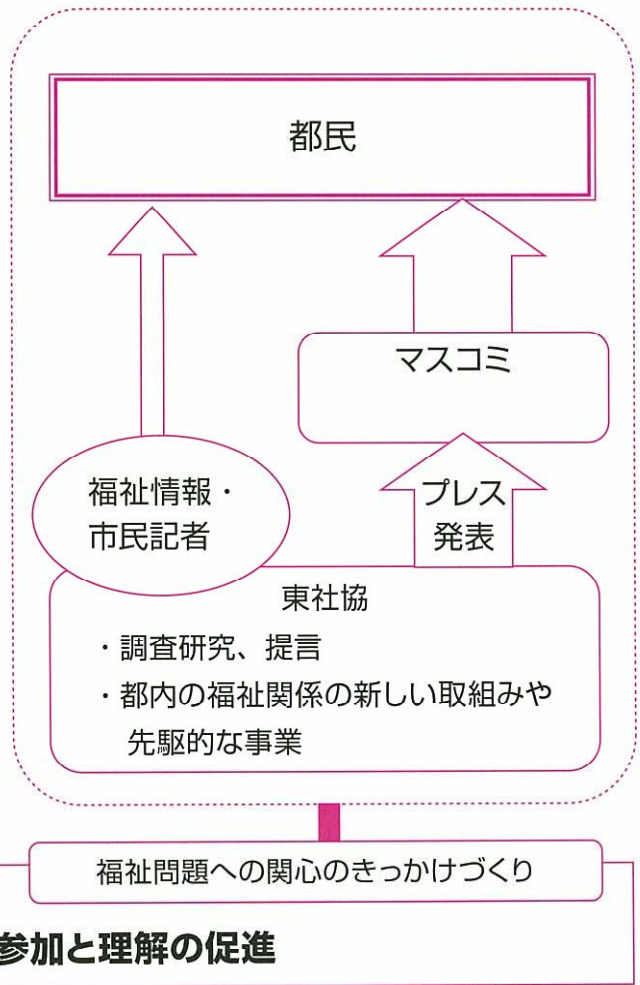 都民
マスコミ
福祉情報・
市民記者
プレス
発表
東社協
・調査研究、提言
・都内の福祉関係の新しい取組みや
先駆的な事業
福祉問題への関心のきっかけづくり
参加と理解の促進